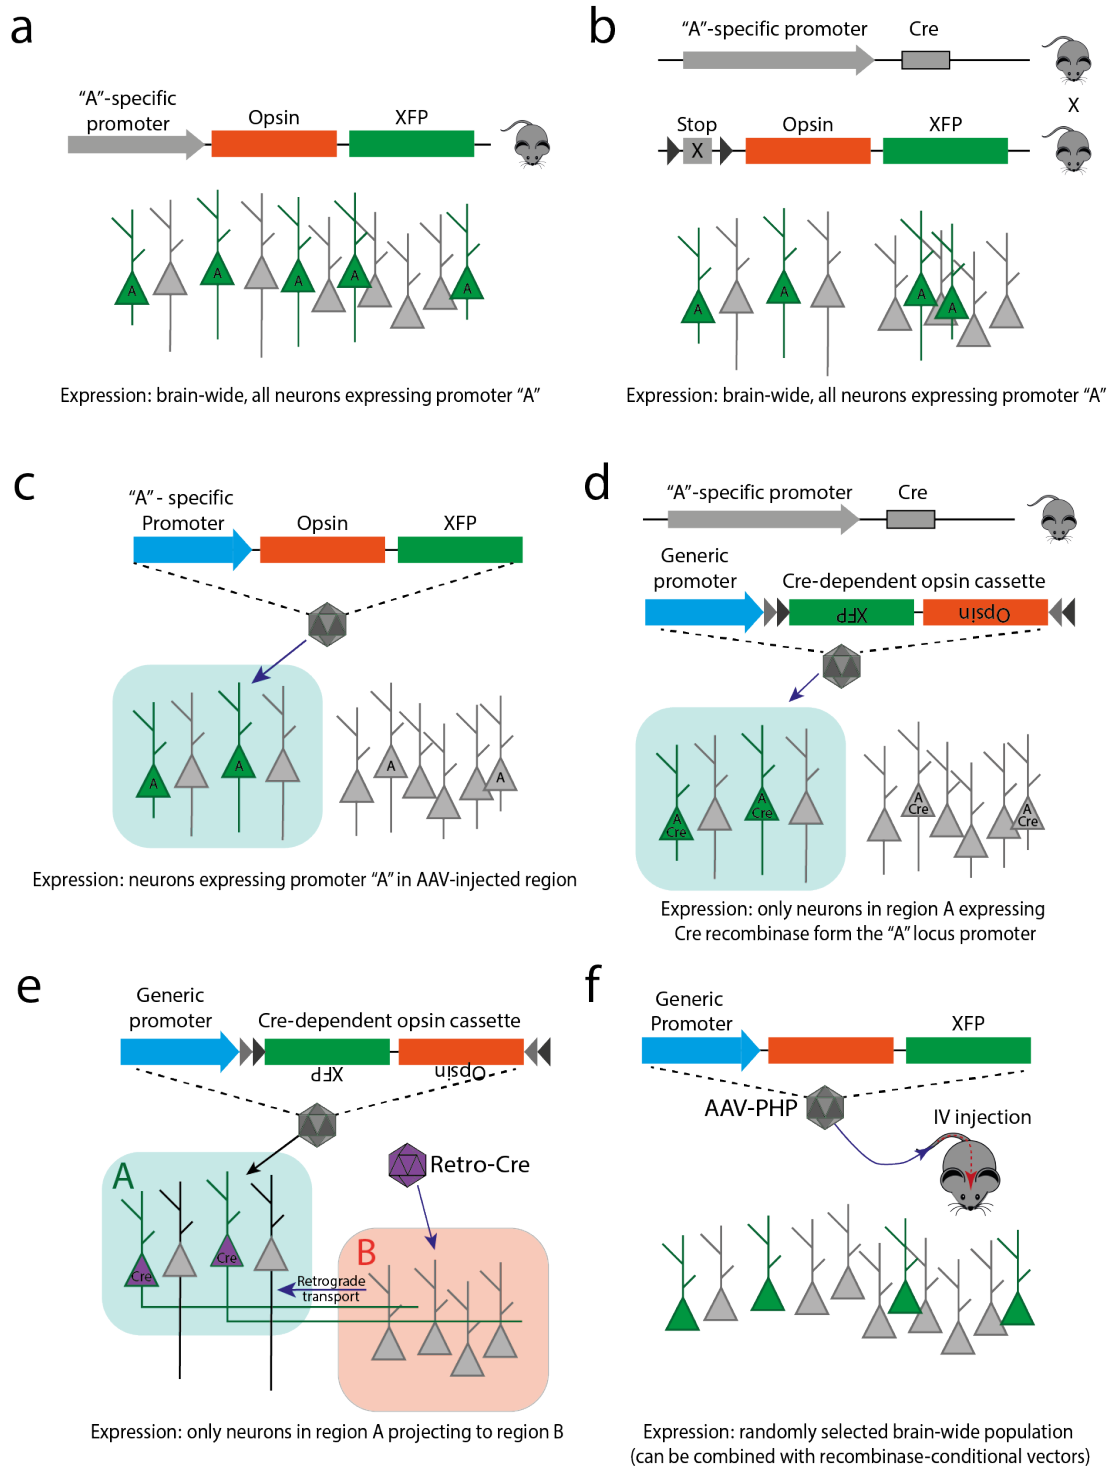 a
"A"-specific
promoter
Opsin
XFP
A
A
A
A
A
Expression: brain-wide, all neurons expressing promoter "A"
b
"A"-specific promoter
Cre
X
Stop
X
Opsin
XFP
A
A
A
A
Expression: brain-wide, all neurons expressing promoter "A"
c
"A" - specific
Promoter
Opsin
XFP
A
A
A
A
Expression: neurons expressing promoter "A" in AAV-injected region
d
"A"-specific promoter
Cre
Generic
promoter
Cre-dependent opsin cassette
XFP
Opsin
A
Cre
A
Cre
A
Cre
A
Cre
Expression: only neurons in region A expressing
Cre recombinase form the "A" locus promoter
e
Generic
promoter
Cre-dependent opsin cassette
XFP
Opsin
Retro-Cre
A
Cre
Cre
B
Retrograde
transport
Expression: only neurons in region A projecting to region B
f
Generic
Promoter
XFP
AAV-PHP
IV injection
Expression: randomly selected brain-wide population
(can be combined with recombinase-conditional vectors)